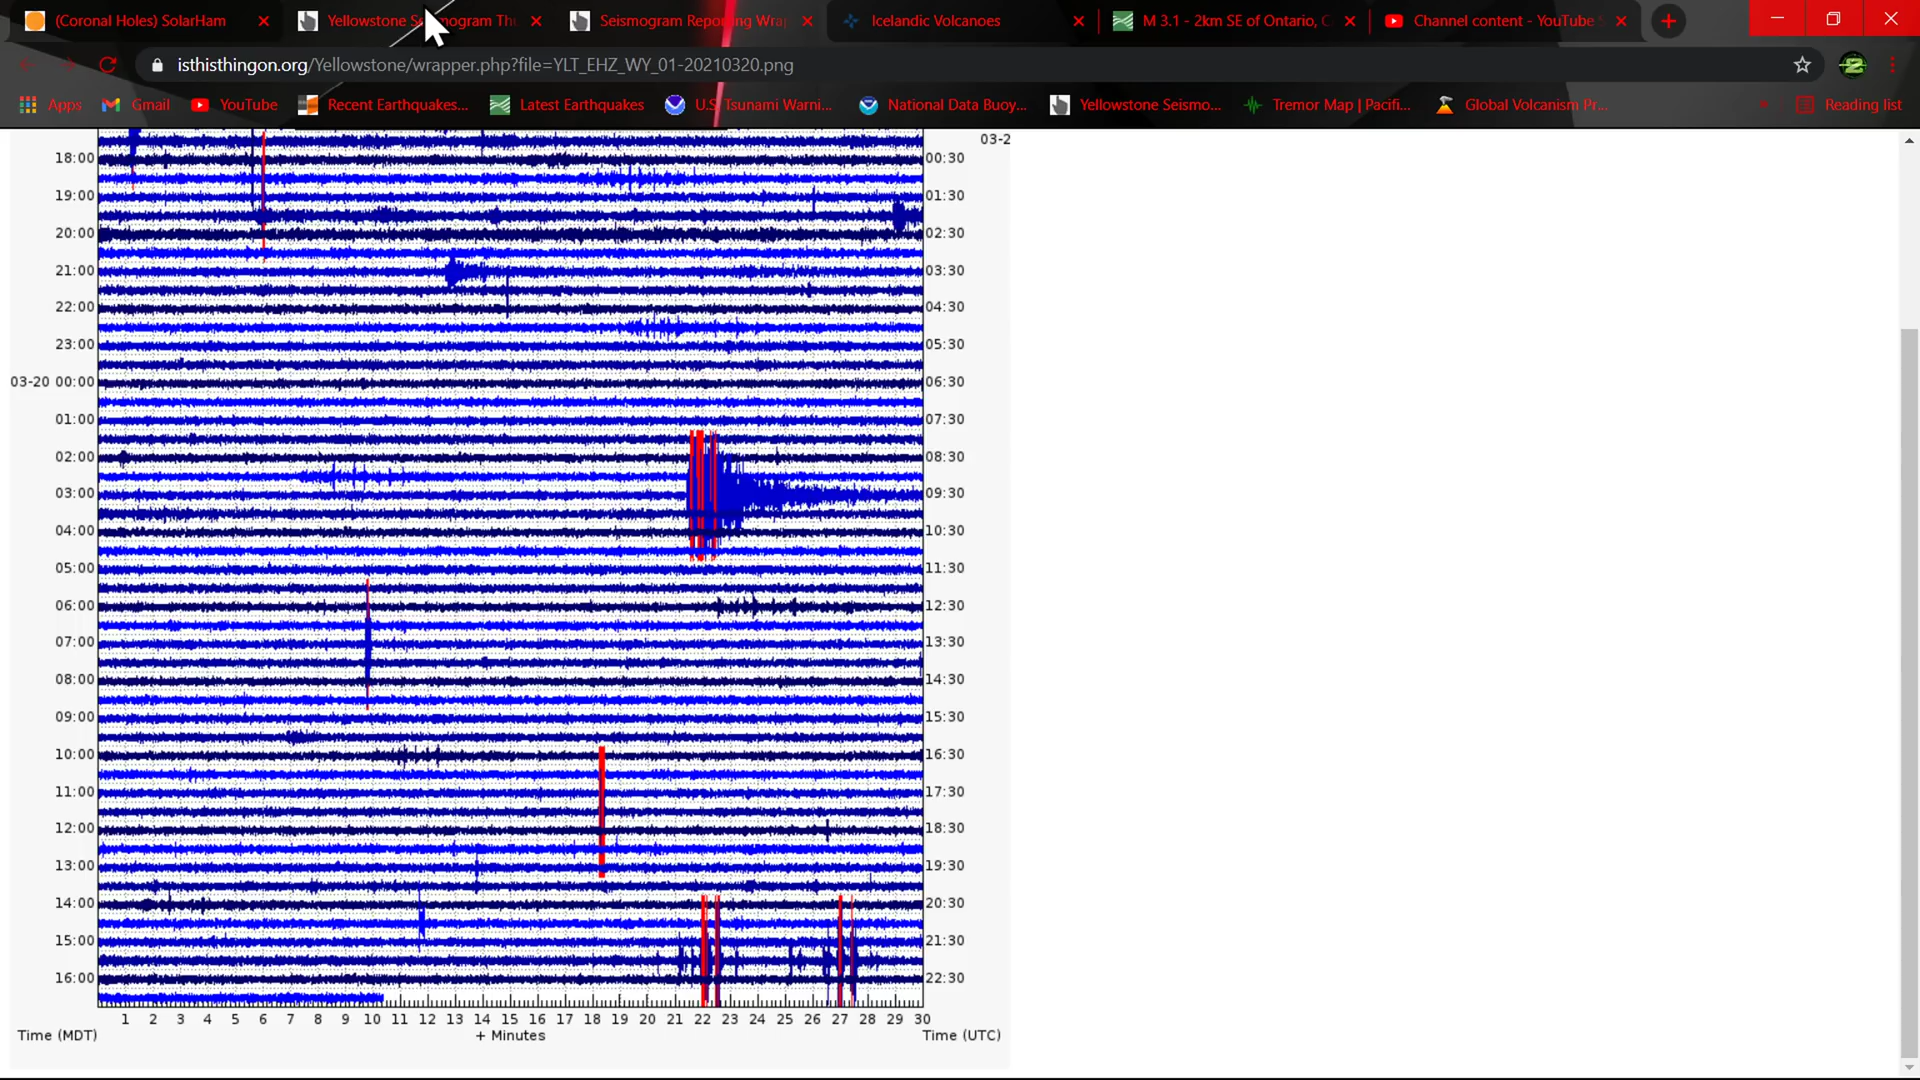 (Coronal Holes) SolarHam
Yellowstone Se mogram Th
Seismogram Reporting Wra
Icelandic Volcanoes
M 3.1 - 2km SE of Ontario, C
Channel content - YouTube S
isthisthingon.org/Yellowstone/wrapper.php?file=YLT_EHZ_WY_01-20210320.png
Apps
Gmail
YouTube
Recent Earthquakes...
Latest Earthquakes
U.S. Tsunami Warni...
National Data Buoy...
Yellowstone Seismo...
Tremor Map | Pacifi...
Global Volcanism Pr...
Reading list
03-2
18:00 00:30
19:00 01:30
20:00 02:30
21:00 03:30
22:00 04:30
23:00 05:30
03-20 00:00 06:30
01:00 07:30
02:00 08:30
03:00 09:30
04:00 10:30
05:00 11:30
06:00 12:30
07:00 13:30
08:00 14:30
09:00 15:30
10:00 16:30
11:00 17:30
12:00 18:30
13:00 19:30
14:00 20:30
15:00 21:30
16:00 22:30
1 2 3 4 5 6 7 8 9 10 11 12 13 14 15 16 17 18 19 20 21 22 23 24 25 26 27 28 29 30
Time (MDT) + Minutes Time (UTC)